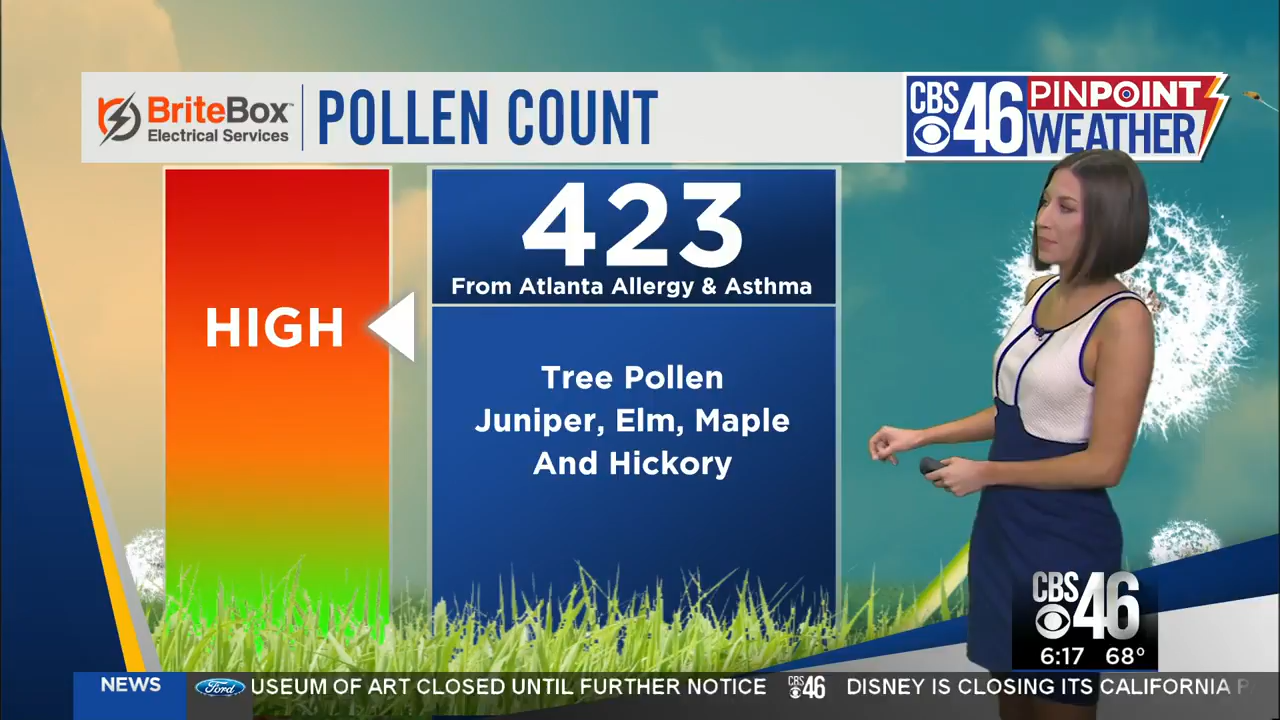 BriteBox™
Electrical Services
POLLEN COUNT
CBS 46
PINPOINT
WEATHER
HIGH
423
From Atlanta Allergy & Asthma
Tree Pollen
Juniper, Elm, Maple
And Hickory
CBS 46
6:17 68°
NEWS
Ford USEUM OF ART CLOSED UNTIL FURTHER NOTICE CBS 46 DISNEY IS CLOSING ITS CALIFORNIA P